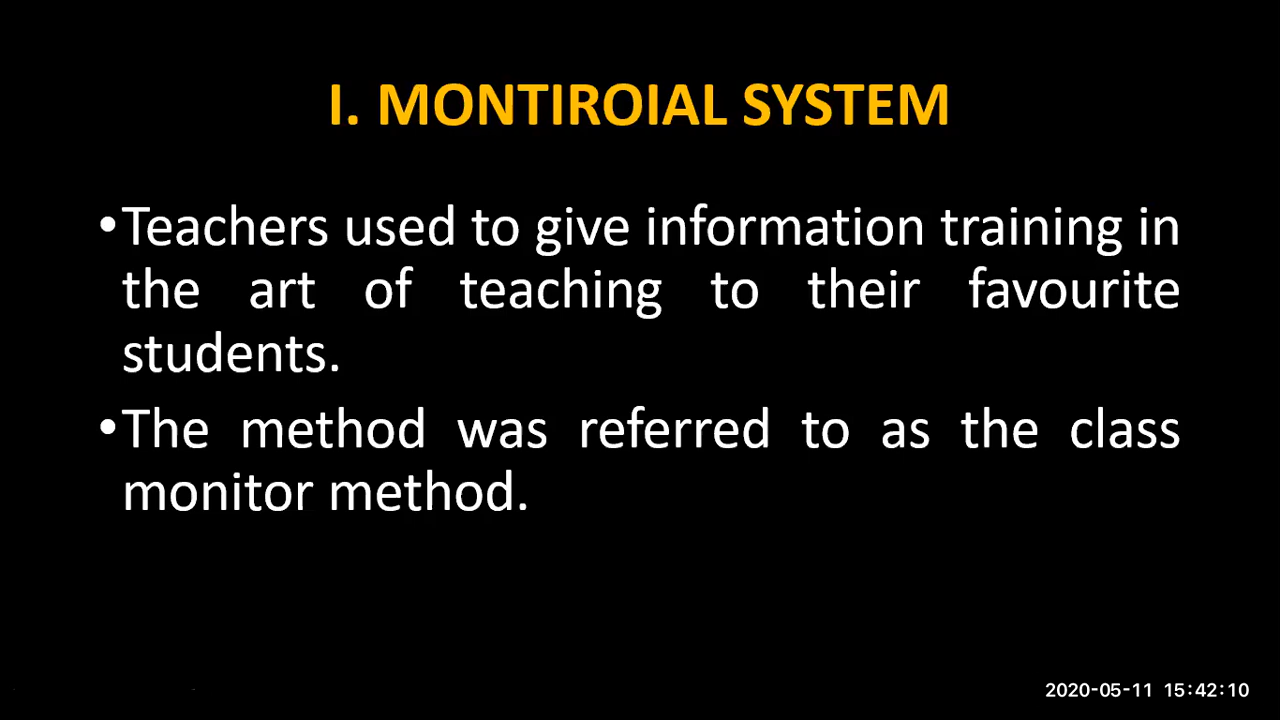 I. MONTIROIAL SYSTEM
•Teachers used to give information training in
the art of teaching to their favourite
students.
•The method was referred to as the class
monitor method.
2020-05-11 15:42:10